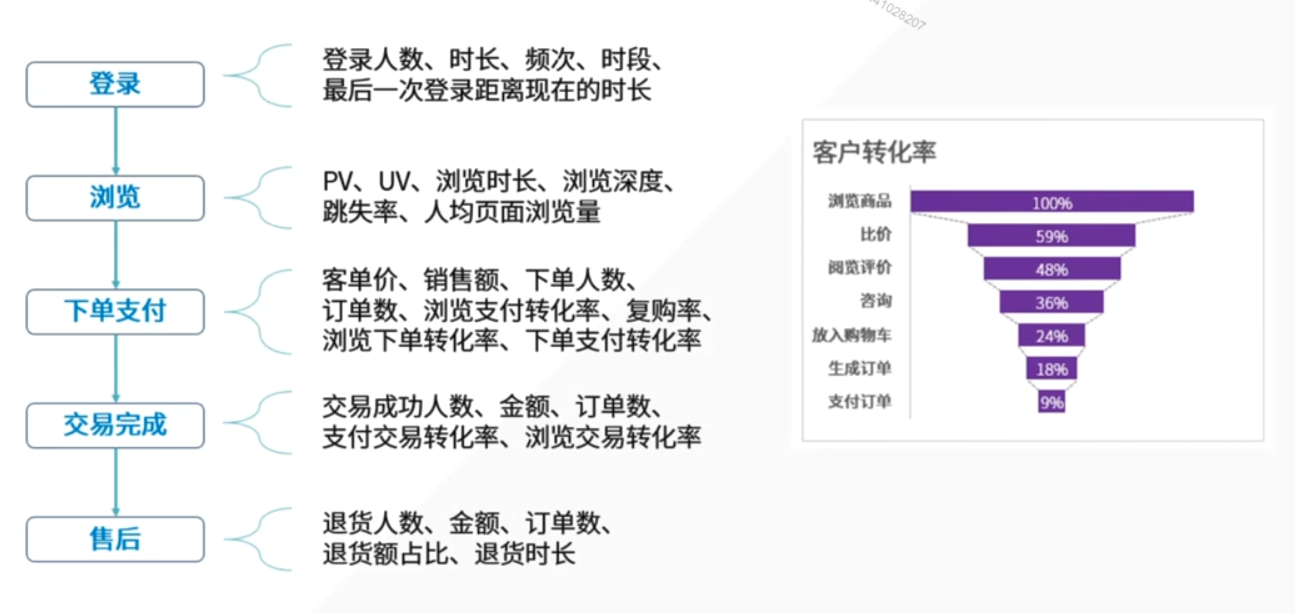 41028207
登录
登录人数、时长、频次、时段、
最后一次登录距离现在的时长
浏览
PV、UV、浏览时长、浏览深度、
跳失率、人均页面浏览量
下单支付
客单价、销售额、下单人数、
订单数、浏览支付转化率、复购率、
浏览下单转化率、下单支付转化率
交易完成
交易成功人数、金额、订单数、
支付交易转化率、浏览交易转化率
售后
退货人数、金额、订单数、
退货额占比、退货时长
客户转化率
浏览商品 100%
比价 59%
阅览评价 48%
咨询 36%
放入购物车 24%
生成订单 18%
支付订单 9%